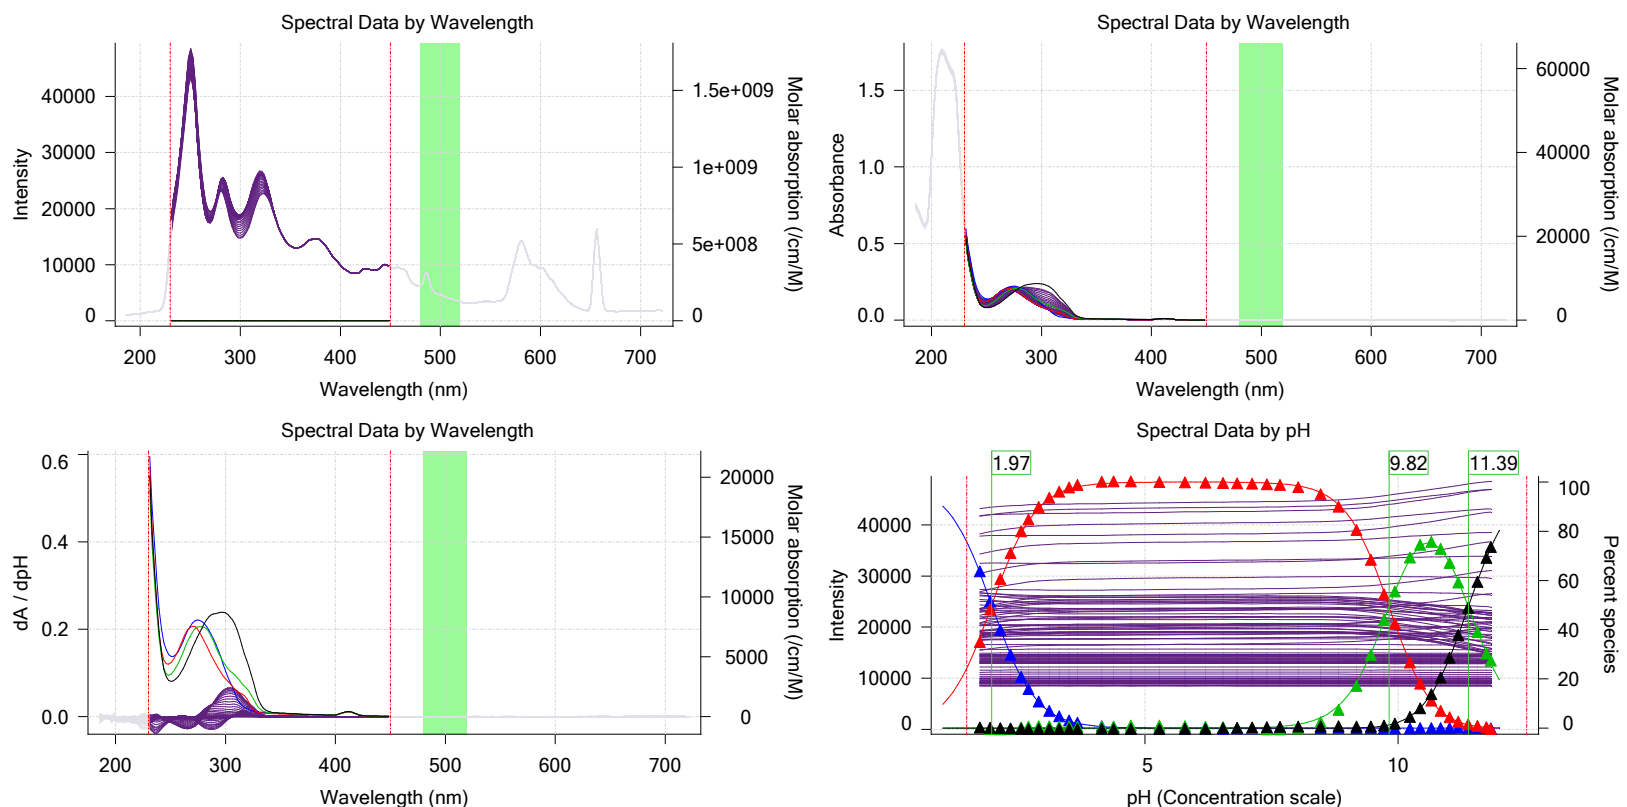 Spectral Data by Wavelength
40000
30000
20000
10000
0
Intensity
1.5e+009
1e+009
5e+008
0
Molar absorption (/cm/M)
200 300 400 500 600 700
Wavelength (nm)
Spectral Data by Wavelength
1.5
1.0
0.5
0.0
Absorbance
60000
40000
20000
0
Molar absorption (/cm/M)
200 300 400 500 600 700
Wavelength (nm)
Spectral Data by Wavelength
0.6
0.4
0.2
0.0
dA / dpH
20000
15000
10000
5000
0
Molar absorption (/cm/M)
200 300 400 500 600 700
Wavelength (nm)
Spectral Data by pH
1.97 9.82 11.39
40000
30000
20000
10000
0
Intensity
100
80
60
40
20
0
Percent species
5 10
pH (Concentration scale)